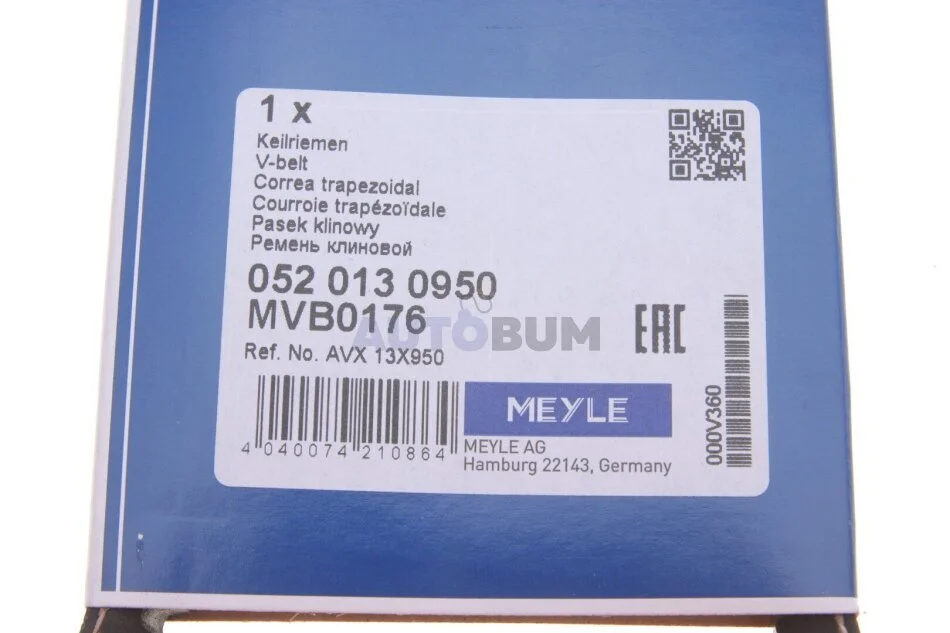 1 x
Keilriemen
V-belt
Correa trapezoidal
Courroie trapézoïdale
Pasek klinowy
Ремень клиновой
052 013 0950
MVB0176
AUTOBUM
EAC
Ref. No. AVX 13X950
MEYLE
000V360
4 040074 210864
MEYLE AG
Hamburg 22143, Germany